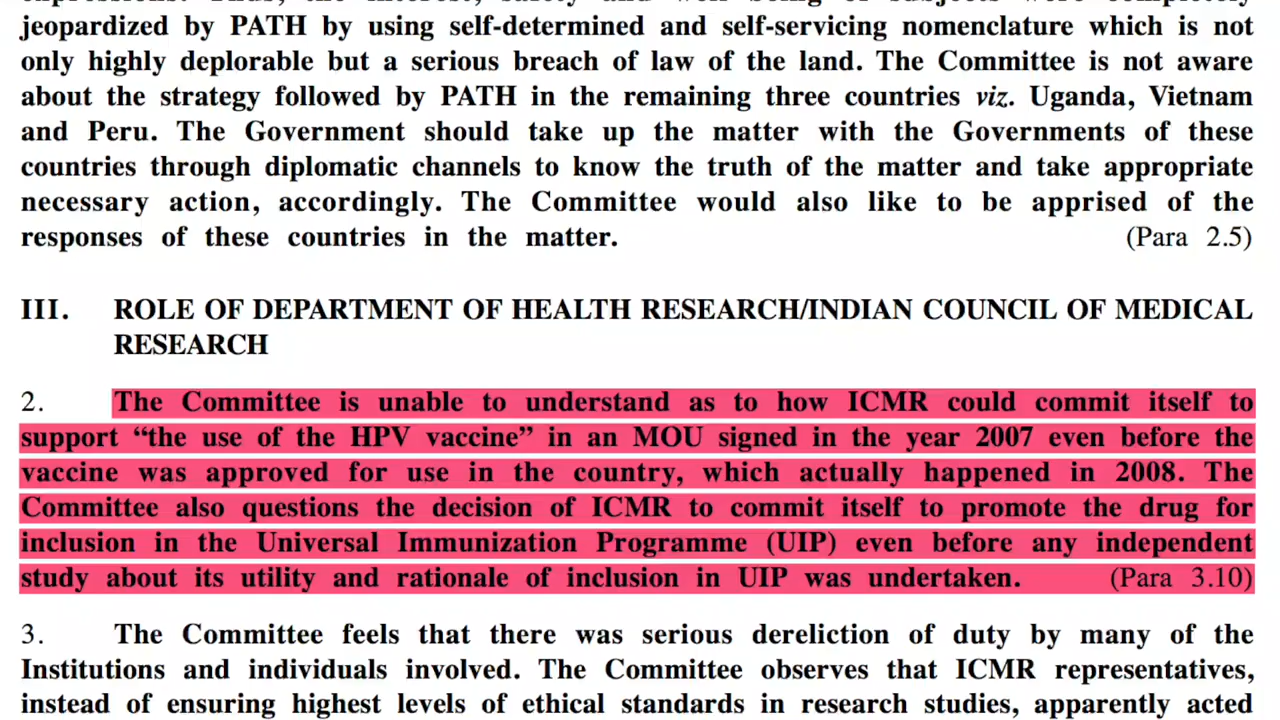 jeopardized by PATH by using self-determined and self-servicing nomenclature which is not
only highly deplorable but a serious breach of law of the land. The Committee is not aware
about the strategy followed by PATH in the remaining three countries viz. Uganda, Vietnam
and Peru. The Government should take up the matter with the Governments of these
countries through diplomatic channels to know the truth of the matter and take appropriate
necessary action, accordingly. The Committee would also like to be apprised of the
responses of these countries in the matter. (Para 2.5)
III. ROLE OF DEPARTMENT OF HEALTH RESEARCH/INDIAN COUNCIL OF MEDICAL
RESEARCH
2. The Committee is unable to understand as to how ICMR could commit itself to
support “the use of the HPV vaccine” in an MOU signed in the year 2007 even before the
vaccine was approved for use in the country, which actually happened in 2008. The
Committee also questions the decision of ICMR to commit itself to promote the drug for
inclusion in the Universal Immunization Programme (UIP) even before any independent
study about its utility and rationale of inclusion in UIP was undertaken. (Para 3.10)
3. The Committee feels that there was serious dereliction of duty by many of the
Institutions and individuals involved. The Committee observes that ICMR representatives,
instead of ensuring highest levels of ethical standards in research studies, apparently acted